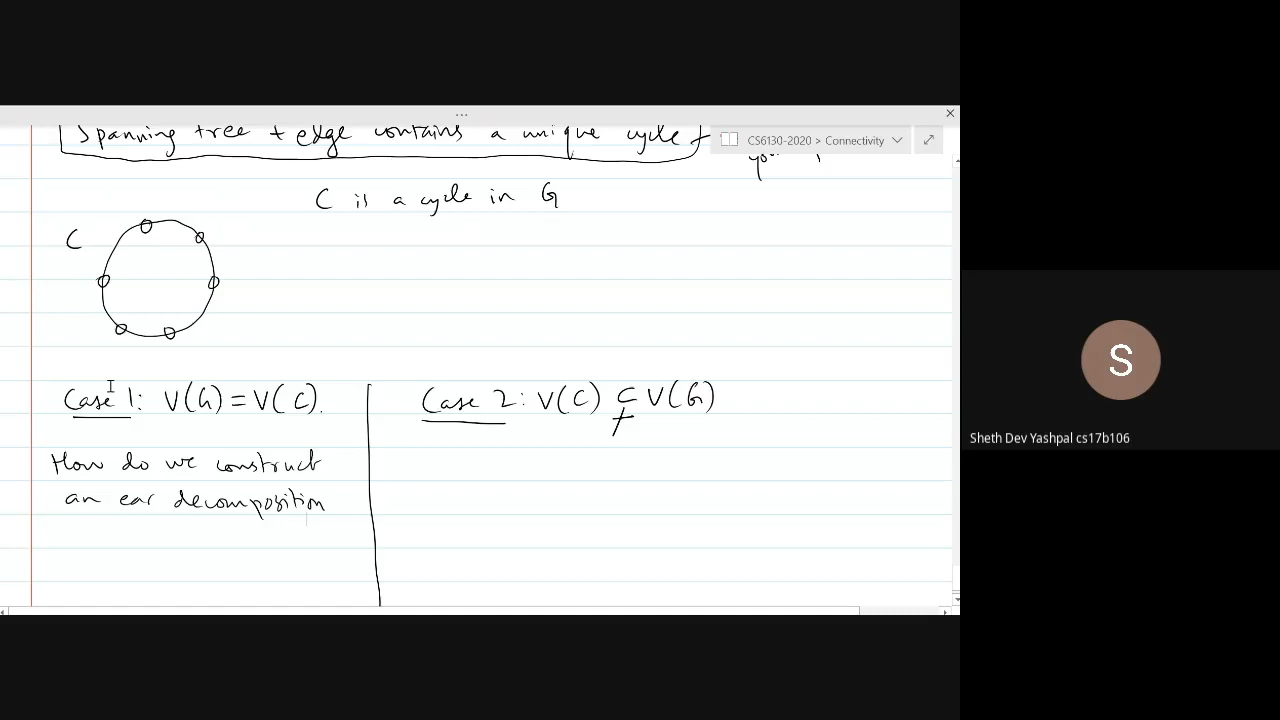 Spanning tree + edge contains a unique cycle
CS6130-2020 > Connectivity
C is a cycle in G
C
Case 1: V(G) = V(C).
Case 2: V(C) ⊊ V(G)
How do we construct
an ear decomposition
S
Sheth Dev Yashpal cs17b106